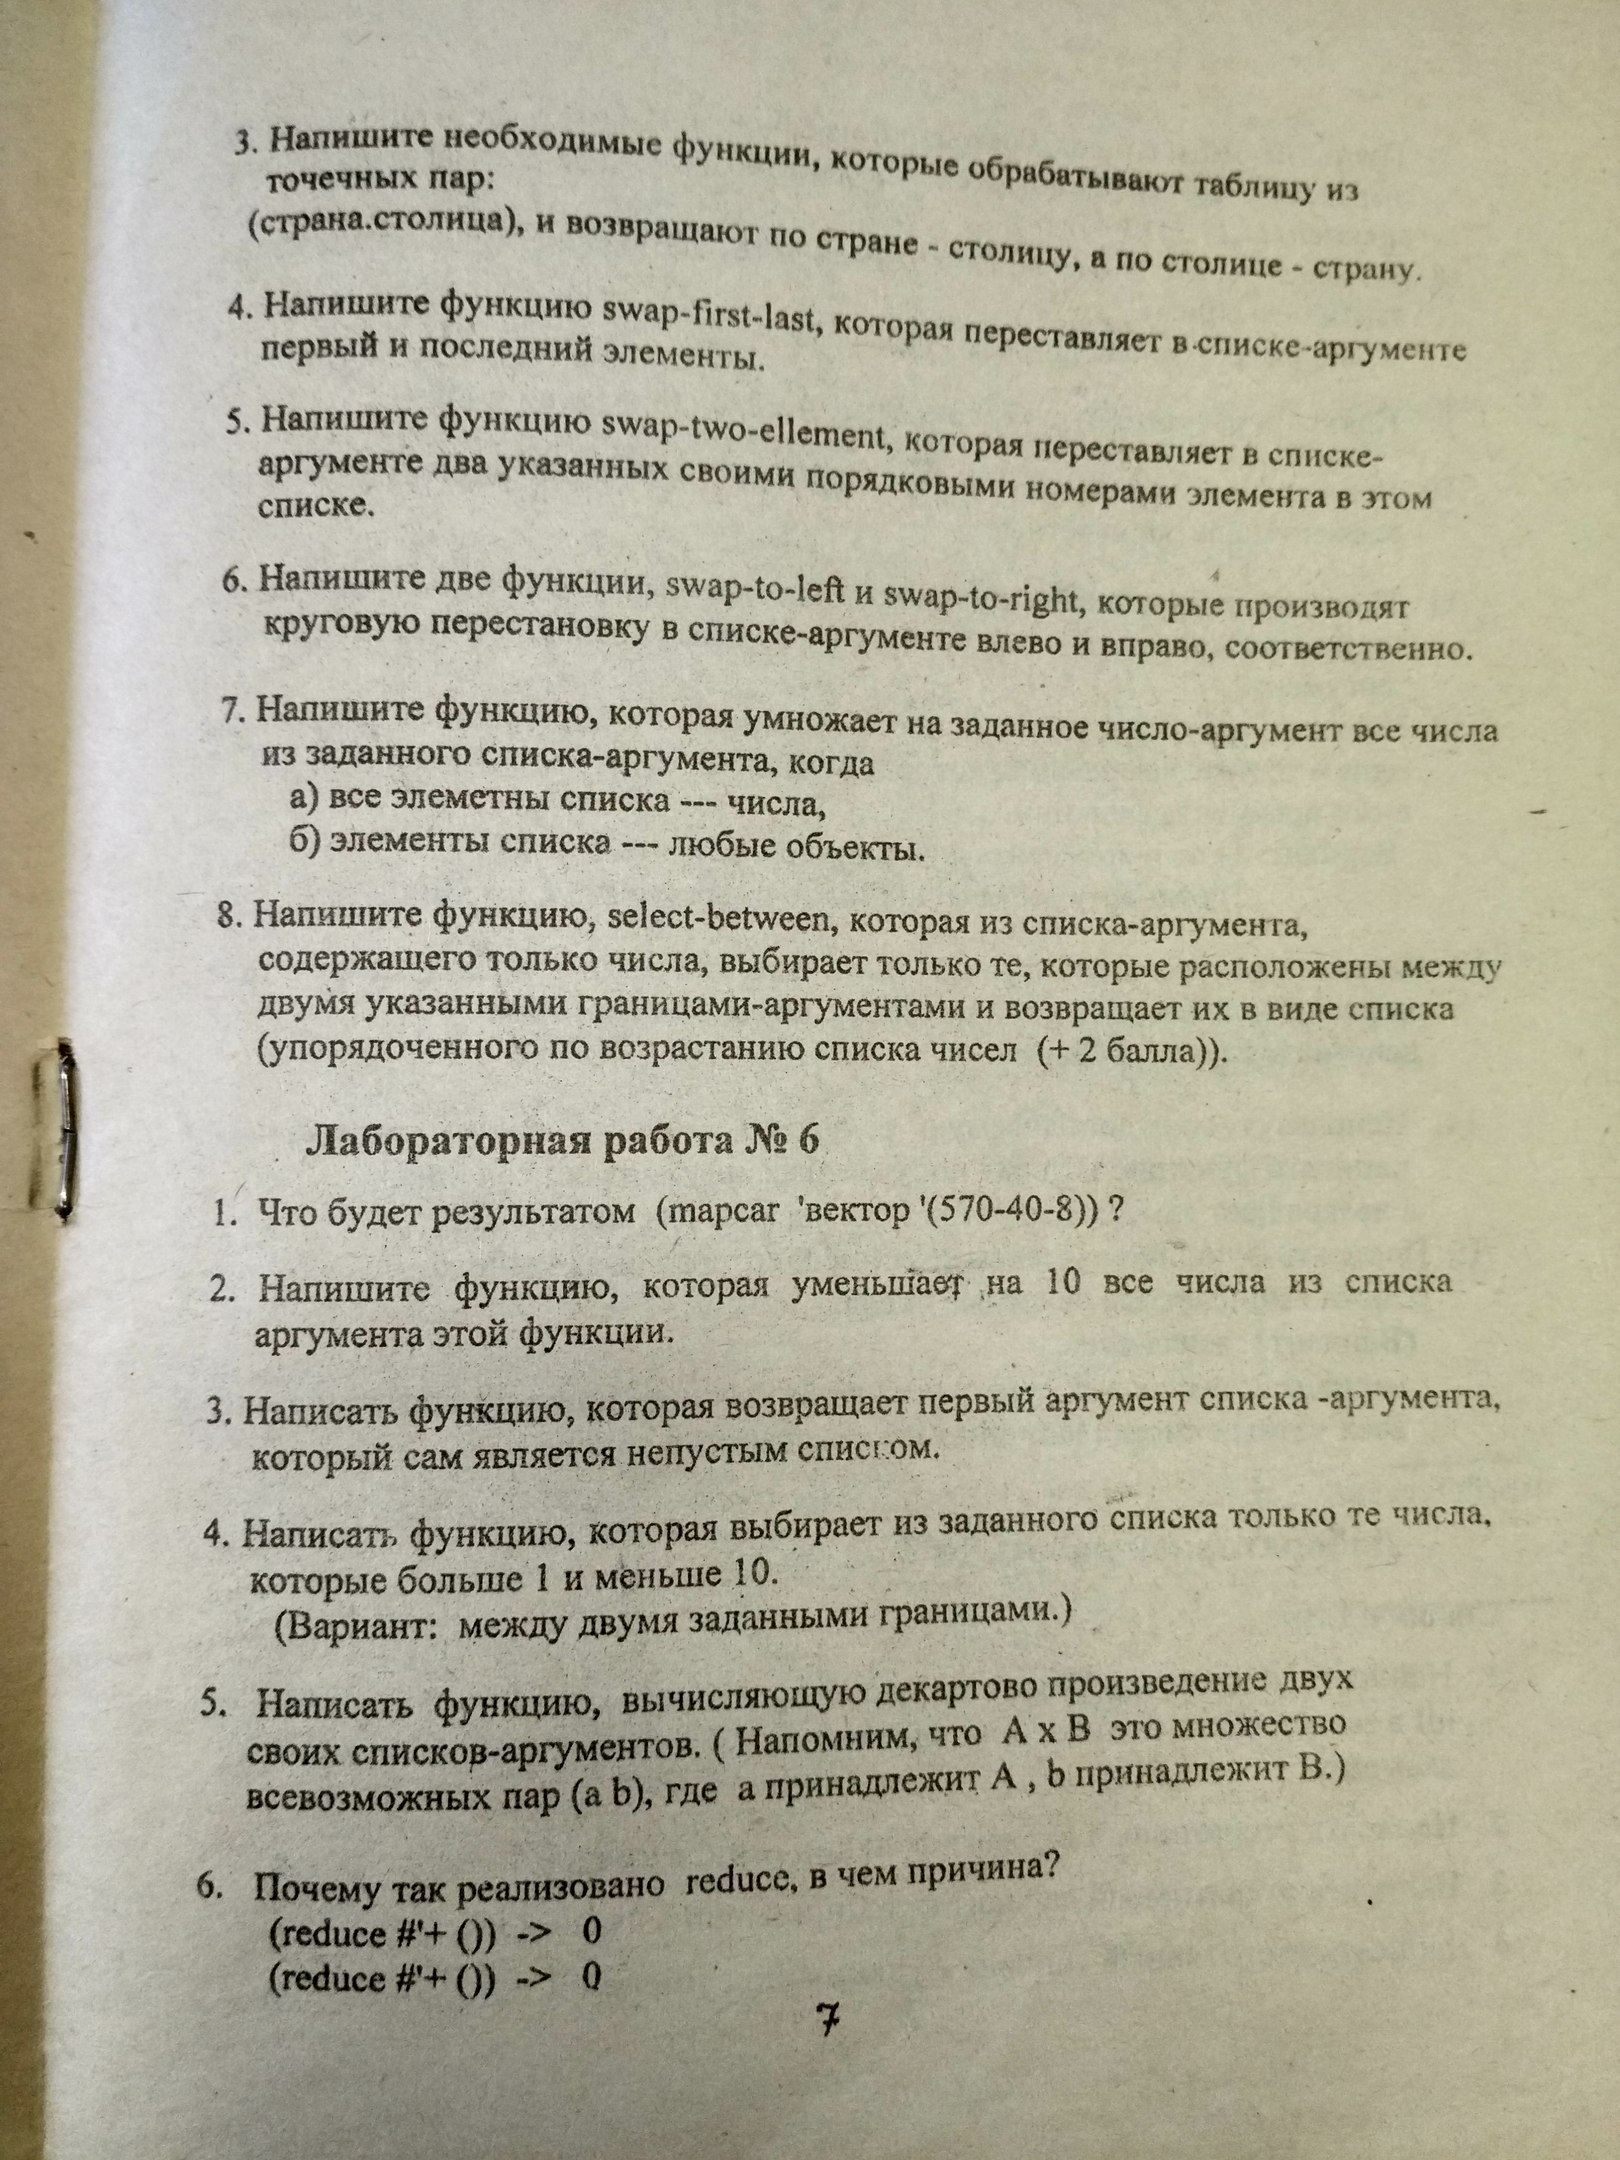 3. Напишите необходимые функции, которые обрабатывают таблицу из
точечных пар:
(страна.столица), и возвращают по стране - столицу, а по столице - страну.
4. Напишите функцию swap-first-last, которая переставляет в списке-аргументе
первый и последний элементы.
5. Напишите функцию swap-two-ellement, которая переставляет в списке-
аргументе два указанных своими порядковыми номерами элемента в этом
списке.
6. Напишите две функции, swap-to-left и swap-to-right, которые производят
круговую перестановку в списке-аргументе влево и вправо, соответственно.
7. Напишите функцию, которая умножает на заданное число-аргумент все числа
из заданного списка-аргумента, когда
а) все элеметны списка --- числа,
б) элементы списка --- любые объекты.
8. Напишите функцию, select-between, которая из списка-аргумента,
содержащего только числа, выбирает только те, которые расположены между
двумя указанными границами-аргументами и возвращает их в виде списка
(упорядоченного по возрастанию списка чисел (+ 2 балла)).
Лабораторная работа № 6
1. Что будет результатом (mapcar 'вектор '(570-40-8)) ?
2. Напишите функцию, которая уменьшает на 10 все числа из списка
аргумента этой функции.
3. Написать функцию, которая возвращает первый аргумент списка -аргумента,
который сам является непустым списком.
4. Написать функцию, которая выбирает из заданного списка только те числа,
которые больше 1 и меньше 10.
(Вариант: между двумя заданными границами.)
5. Написать функцию, вычисляющую декартово произведение двух
своих списков-аргументов. ( Напомним, что A x B это множество
всевозможных пар (a b), где a принадлежит A , b принадлежит B.)
6. Почему так реализовано reduce, в чем причина?
(reduce #'+ ()) -> 0
(reduce #'+ ()) -> 0
7